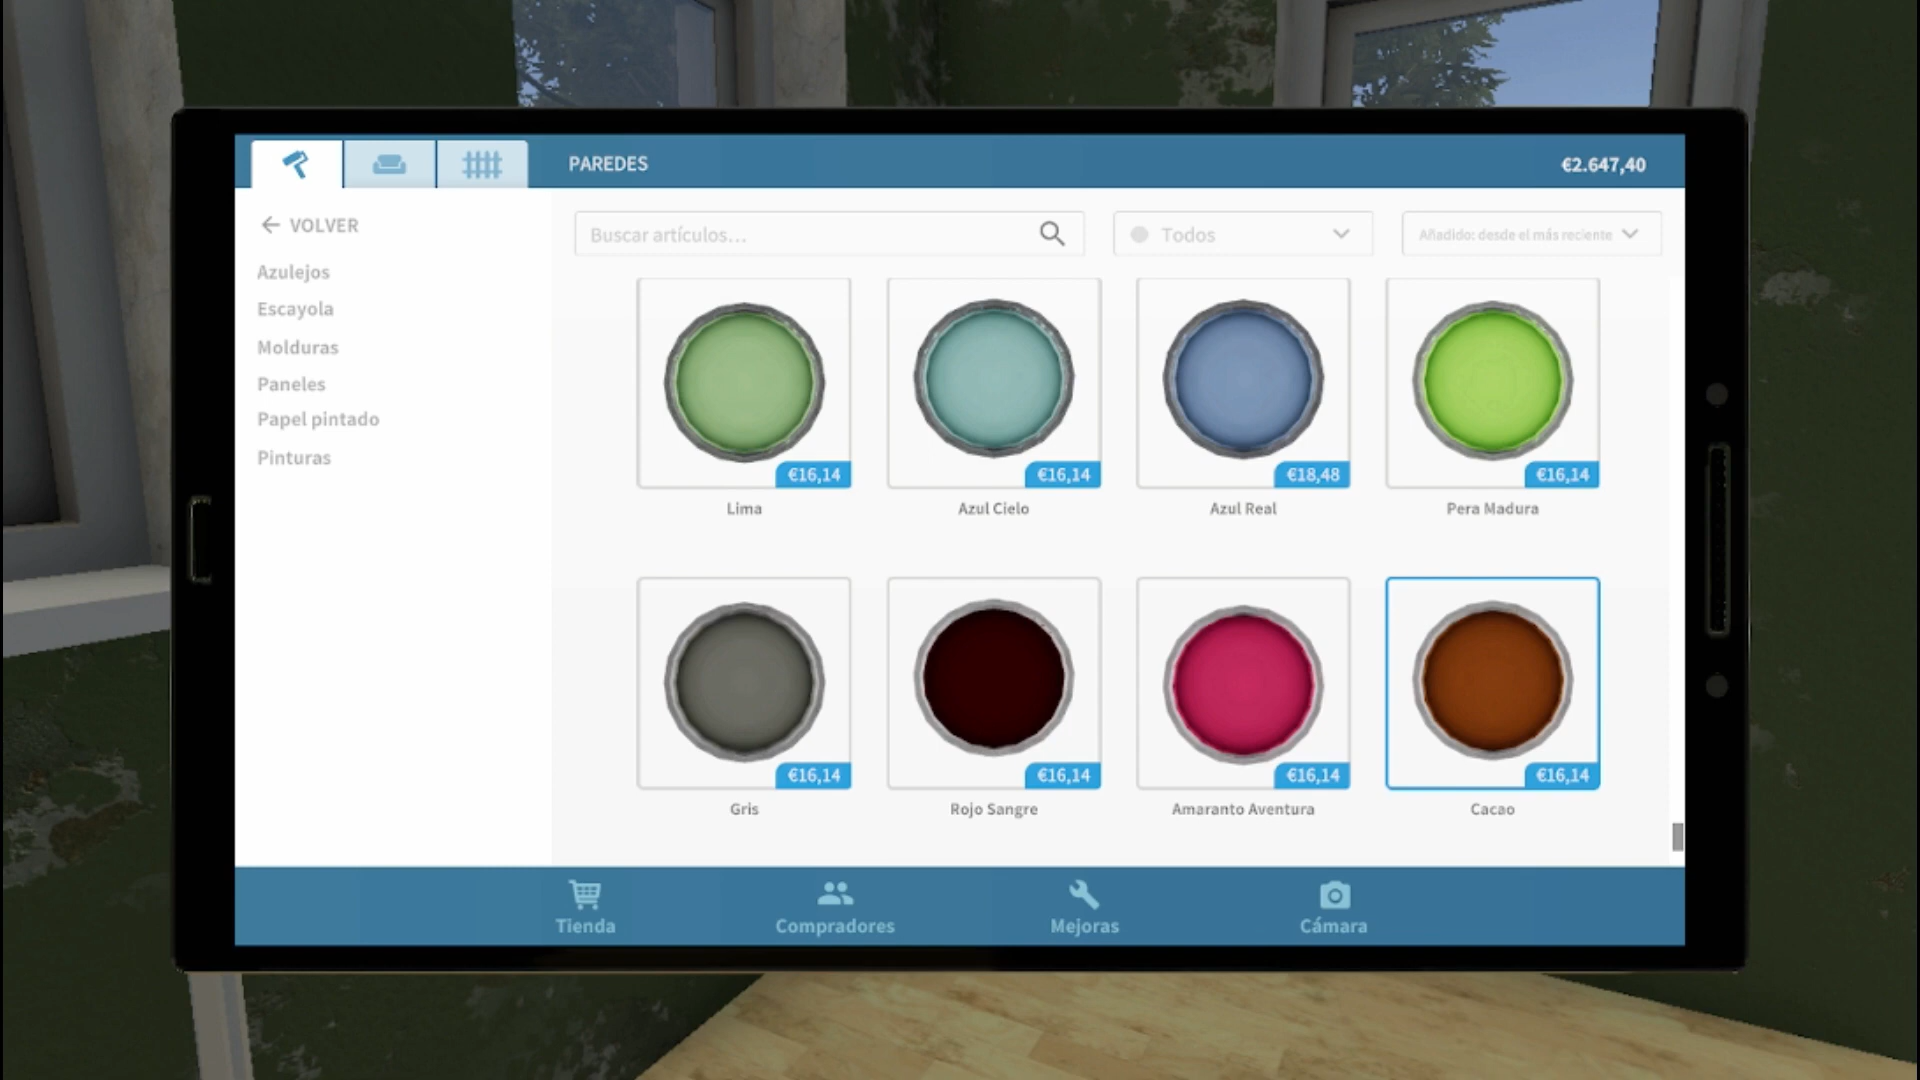 PAREDES
€2.647,40
VOLVER
Azulejos
Escayola
Molduras
Paneles
Papel pintado
Pinturas
Buscar artículos...
Todos
Añadido: desde el más reciente
€16,14
€16,14
€18,48
€16,14
Lima
Azul Cielo
Azul Real
Pera Madura
€16,14
€16,14
€16,14
€16,14
Gris
Rojo Sangre
Amaranto Aventura
Cacao
Tienda
Compradores
Mejoras
Cámara